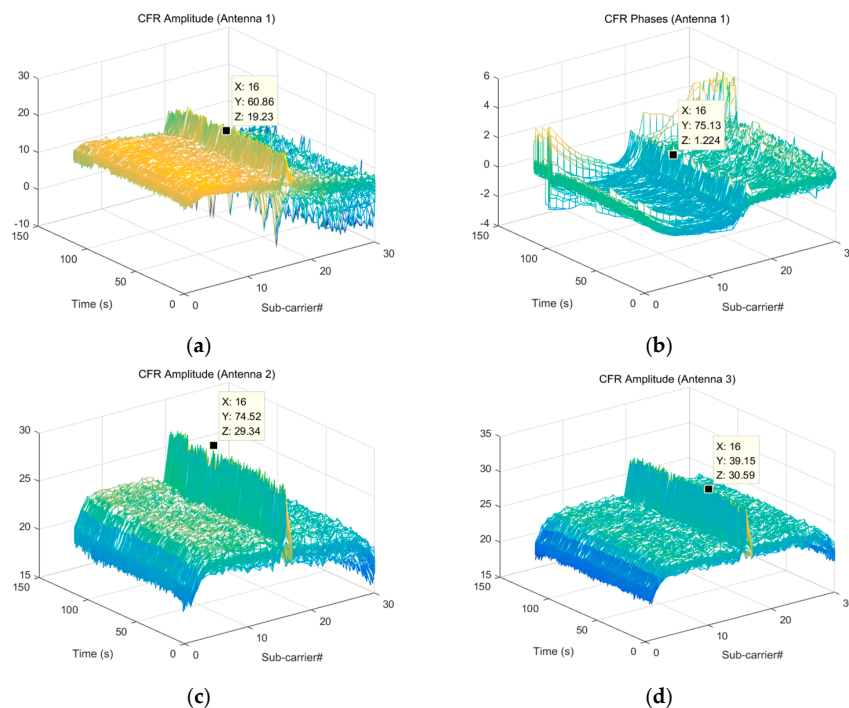 CFR Amplitude (Antenna 1)
30
20
10
0
-10
150
100
50
0
0
10
20
30
Time (s)
Sub-carrier#
X: 16
Y: 60.86
Z: 19.23
(a)
CFR Phases (Antenna 1)
6
4
2
0
-2
-4
150
100
50
0
0
10
20
30
Time (s)
Sub-carrier#
X: 16
Y: 75.13
Z: 1.224
(b)
CFR Amplitude (Antenna 2)
30
25
20
15
150
100
50
0
0
10
20
30
Time (s)
Sub-carrier#
X: 16
Y: 74.52
Z: 29.34
(c)
CFR Amplitude (Antenna 3)
35
30
25
20
15
150
100
50
0
0
10
20
30
Time (s)
Sub-carrier#
X: 16
Y: 39.15
Z: 30.59
(d)